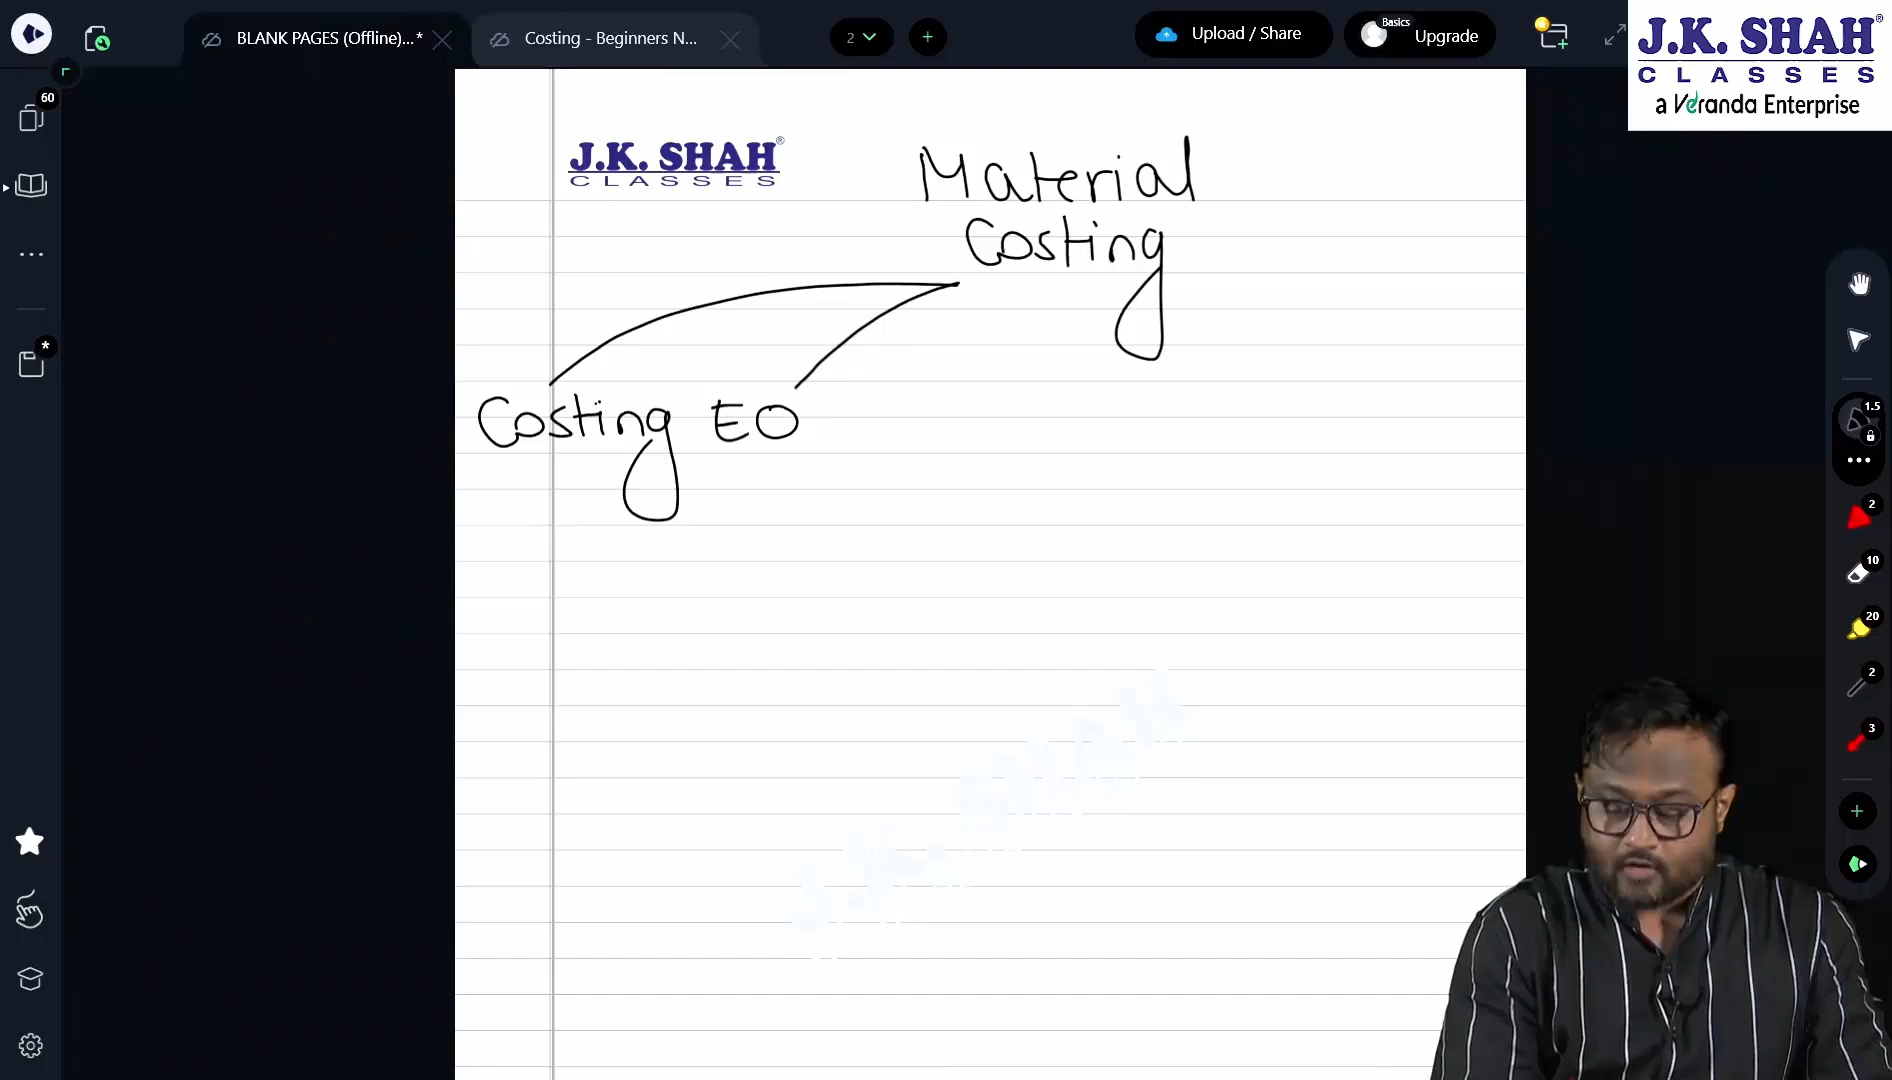 BLANK PAGES (Offline)...*
Costing - Beginners N...
2
Upload / Share
Basics
Upgrade
J.K. SHAH®
CLASSES
a Veranda Enterprise
60
*
J.K. SHAH®
CLASSES
Material
Costing
Costing EO
1.5
2
10
20
2
3
J.K. SHAH